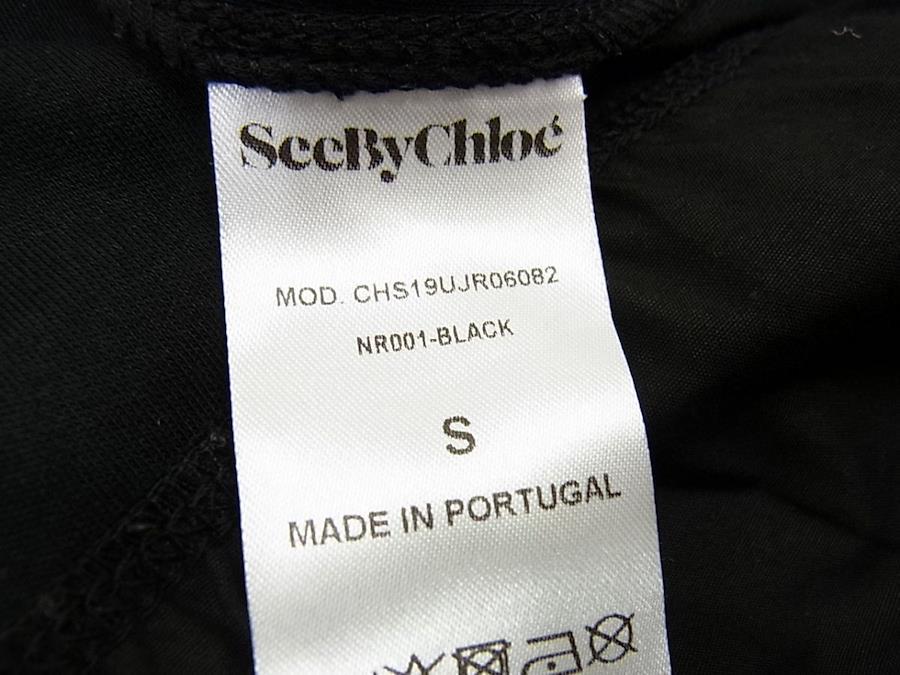 SeeByChloé
MOD. CHS19UJR06082
NR001-BLACK
S
MADE IN PORTUGAL